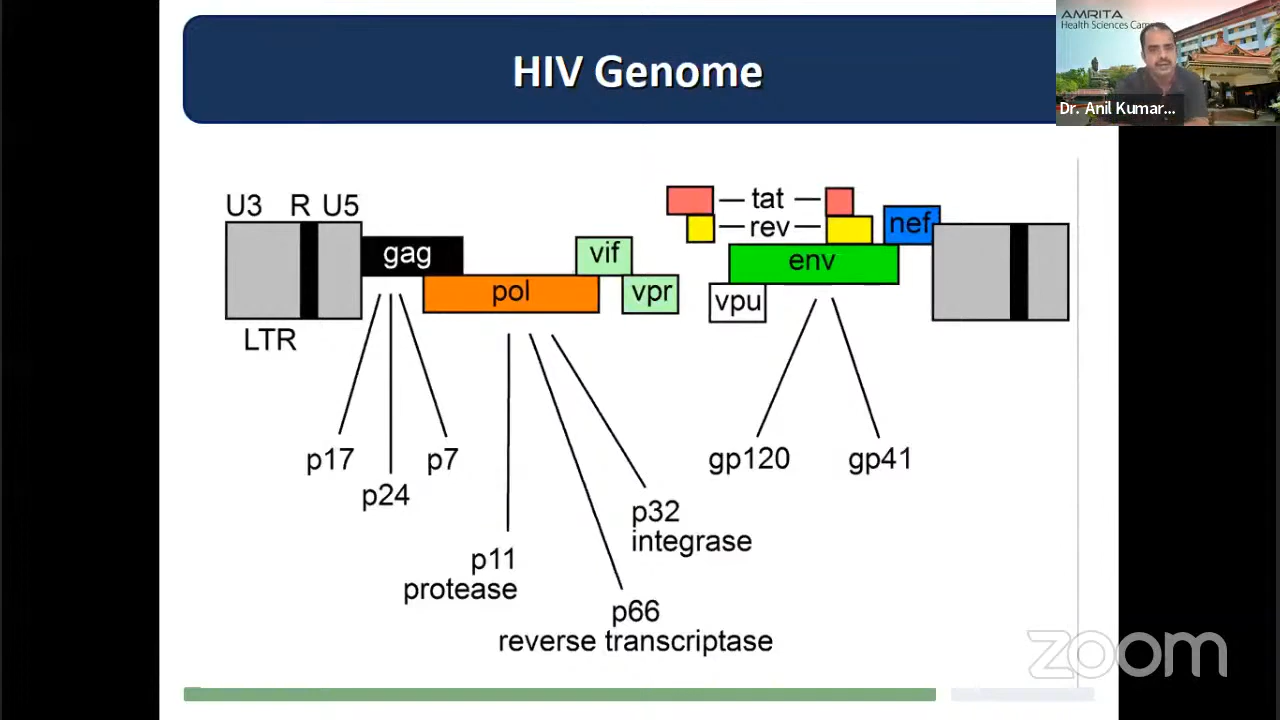 HIV Genome
AMRITA
Health Sciences Cam
Dr. Anil Kumar...
U3 R U5
tat
rev
nef
gag
vif
env
pol
vpr
vpu
LTR
p17
p24
p7
gp120
gp41
p32
integrase
p11
protease
p66
reverse transcriptase
zoom